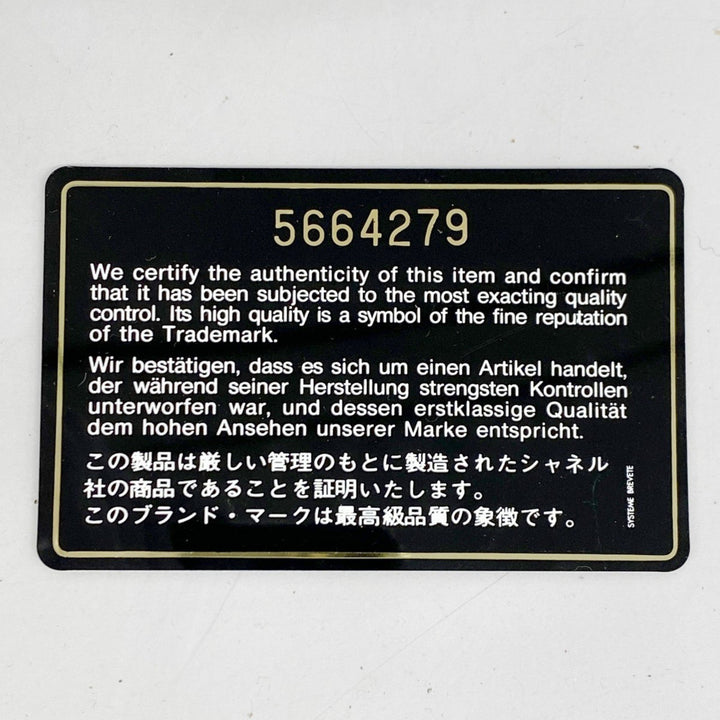 5664279
We certify the authenticity of this item and confirm
that it has been subjected to the most exacting quality
control. Its high quality is a symbol of the fine reputation
of the Trademark.
Wir bestätigen, dass es sich um einen Artikel handelt,
der während seiner Herstellung strengsten Kontrollen
unterworfen war, und dessen erstklassige Qualität
dem hohen Ansehen unserer Marke entspricht.
この製品は厳しい管理のもとに製造されたシャネル
社の商品であることを証明いたします。
このブランド・マークは最高級品質の象徴です。
SYSTEME BREVETE